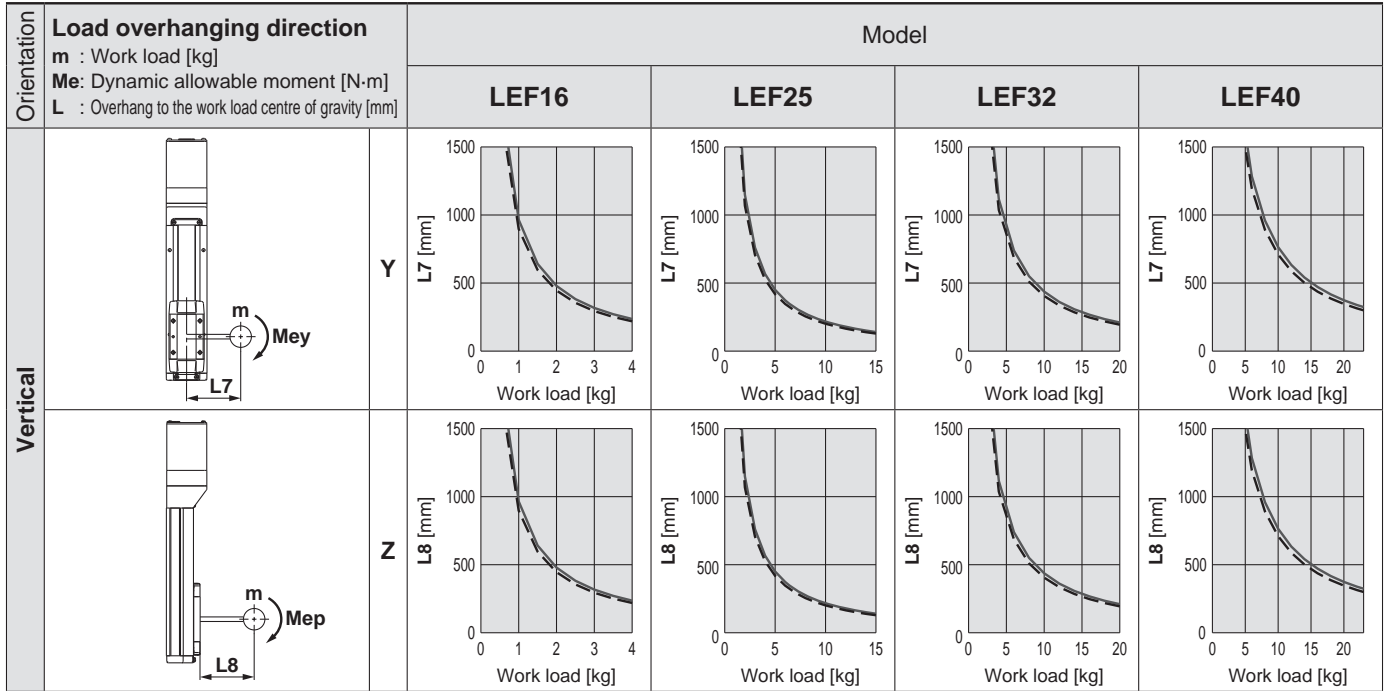 Orientation
Load overhanging direction
m : Work load [kg]
Me: Dynamic allowable moment [N·m]
L : Overhang to the work load centre of gravity [mm]
Model
LEF16
LEF25
LEF32
LEF40
Vertical
m
Mey
L7
Y
L7 [mm]
1500
1000
500
0
0 1 2 3 4
Work load [kg]
L7 [mm]
1500
1000
500
0
0 5 10 15
Work load [kg]
L7 [mm]
1500
1000
500
0
0 5 10 15 20
Work load [kg]
L7 [mm]
1500
1000
500
0
0 5 10 15 20
Work load [kg]
m
Mep
L8
Z
L8 [mm]
1500
1000
500
0
0 1 2 3 4
Work load [kg]
L8 [mm]
1500
1000
500
0
0 5 10 15
Work load [kg]
L8 [mm]
1500
1000
500
0
0 5 10 15 20
Work load [kg]
L8 [mm]
1500
1000
500
0
0 5 10 15 20
Work load [kg]